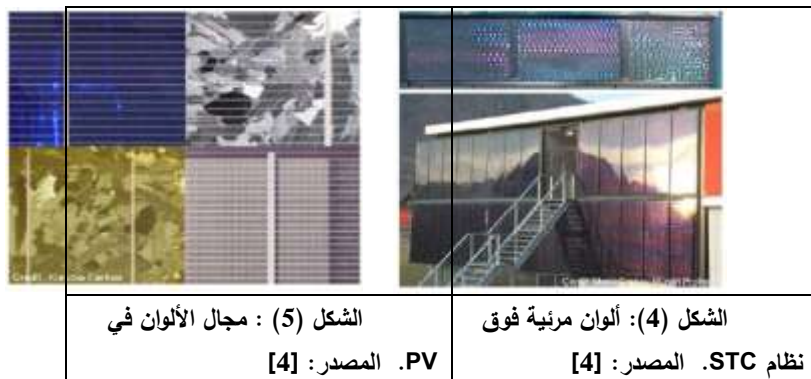 الشكل (4): ألوان مرئية فوق
نظام STC. المصدر: [4]
الشكل (5) : مجال الألوان في
PV. المصدر: [4]